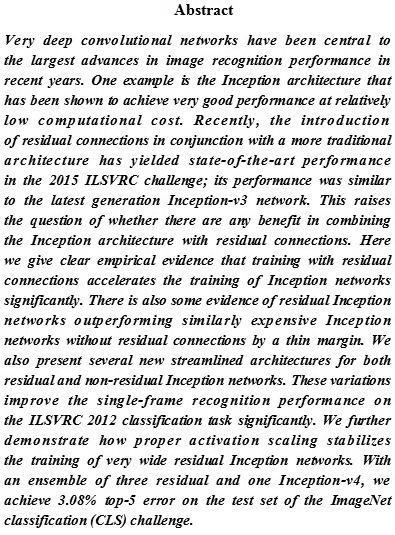 Abstract
Very deep convolutional networks have been central to
the largest advances in image recognition performance in
recent years. One example is the Inception architecture that
has been shown to achieve very good performance at relatively
low computational cost. Recently, the introduction
of residual connections in conjunction with a more traditional
architecture has yielded state-of-the-art performance
in the 2015 ILSVRC challenge; its performance was similar
to the latest generation Inception-v3 network. This raises
the question of whether there are any benefit in combining
the Inception architecture with residual connections. Here
we give clear empirical evidence that training with residual
connections accelerates the training of Inception networks
significantly. There is also some evidence of residual Inception
networks outperforming similarly expensive Inception
networks without residual connections by a thin margin. We
also present several new streamlined architectures for both
residual and non-residual Inception networks. These variations
improve the single-frame recognition performance on
the ILSVRC 2012 classification task significantly. We further
demonstrate how proper activation scaling stabilizes
the training of very wide residual Inception networks. With
an ensemble of three residual and one Inception-v4, we
achieve 3.08% top-5 error on the test set of the ImageNet
classification (CLS) challenge.